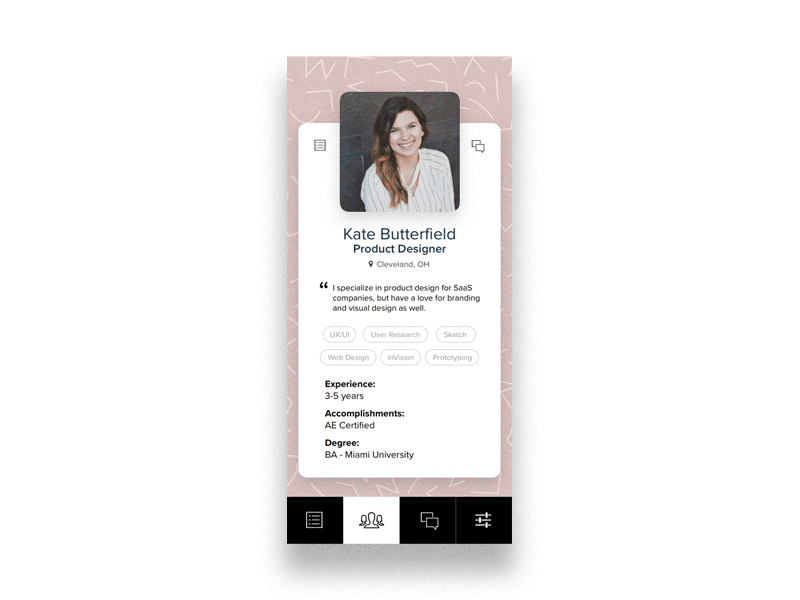 Kate Butterfield
Product Designer
Cleveland, OH
“ I specialize in product design for SaaS
companies, but have a love for branding
and visual design as well.
UX/UI User Research Sketch
Web Design InVision Prototyping
Experience:
3-5 years
Accomplishments:
AE Certified
Degree:
BA - Miami University